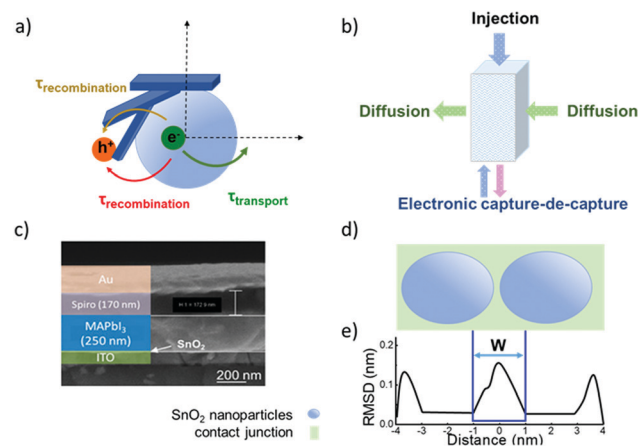 a)
τrecombination
h+
e-
τrecombination
τtransport
b)
Injection
Diffusion
Diffusion
Electronic capture-de-capture
c)
Au
Spiro (170 nm)
MAPbI3
(250 nm)
SnO2
ITO
200 nm
SnO2 nanoparticles
contact junction
d)
e)
W
RMSD (nm)
0.2
0.1
0.0
-4 -3 -2 -1 0 1 2 3 4
Distance (nm)